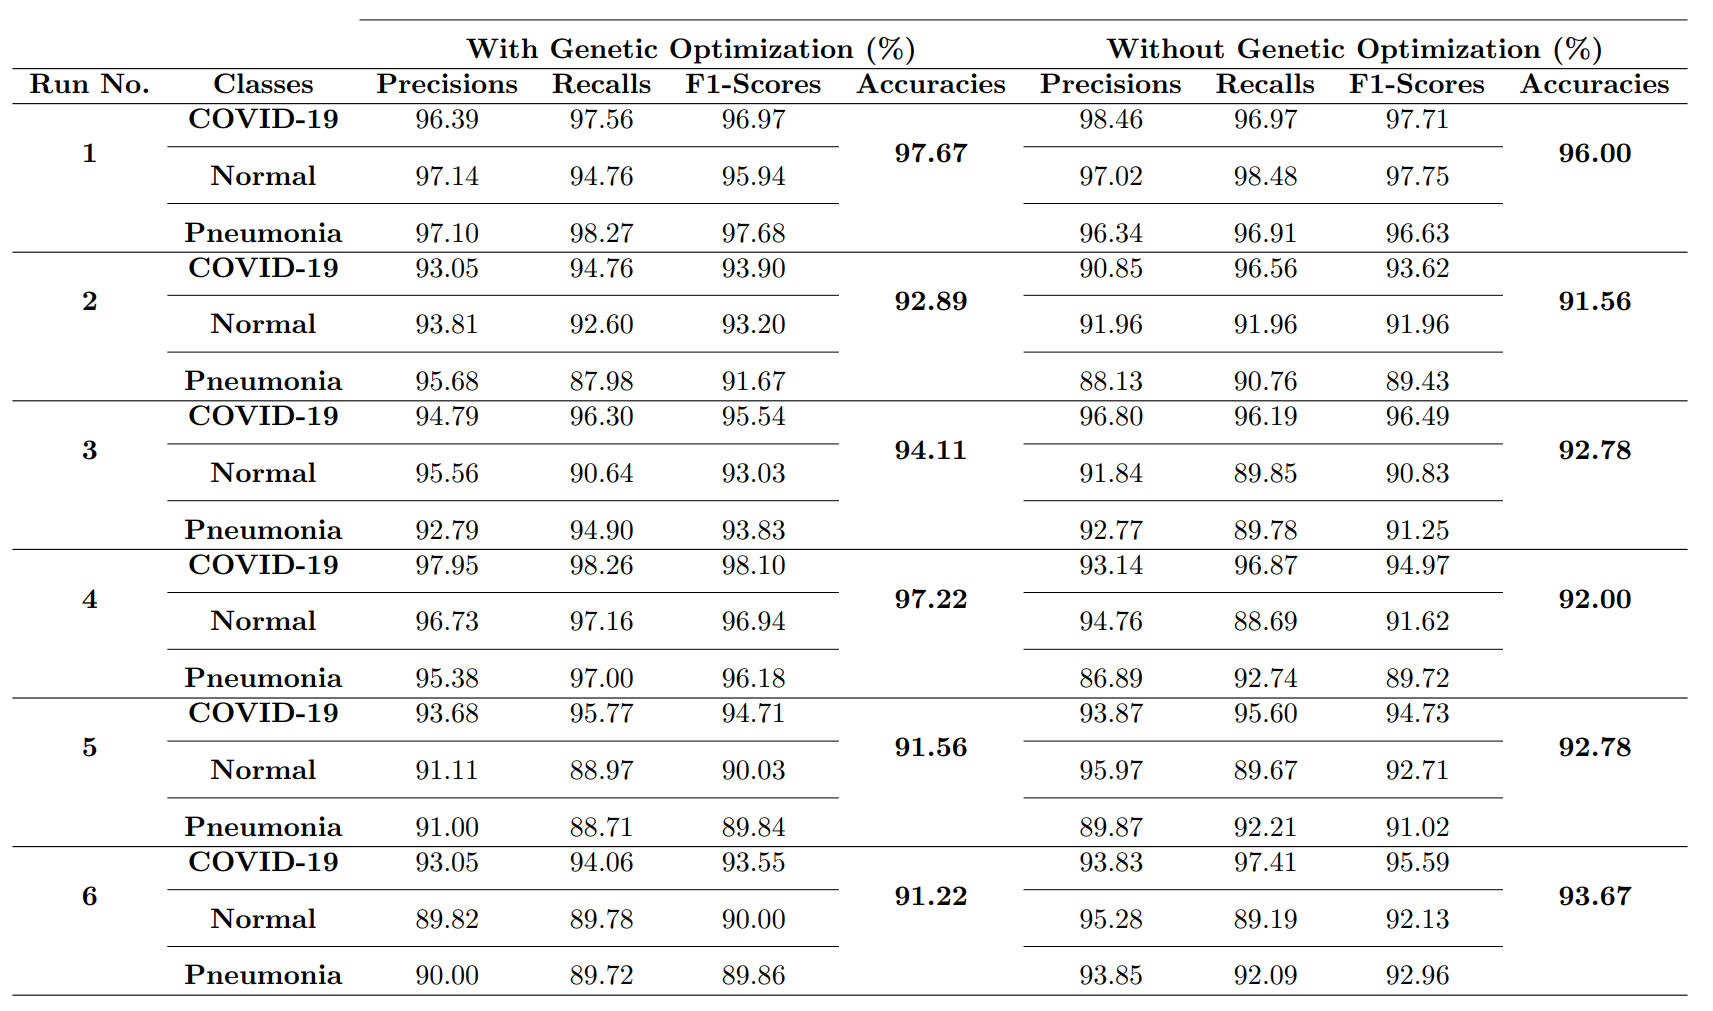 With Genetic Optimization (%) Without Genetic Optimization (%)
Run No. Classes Precisions Recalls F1-Scores Accuracies Precisions Recalls F1-Scores Accuracies
COVID-19 96.39 97.56 96.97 98.46 96.97 97.71
1 97.67 96.00
Normal 97.14 94.76 95.94 97.02 98.48 97.75
Pneumonia 97.10 98.27 97.68 96.34 96.91 96.63
COVID-19 93.05 94.76 93.90 90.85 96.56 93.62
2 92.89 91.56
Normal 93.81 92.60 93.20 91.96 91.96 91.96
Pneumonia 95.68 87.98 91.67 88.13 90.76 89.43
COVID-19 94.79 96.30 95.54 96.80 96.19 96.49
3 94.11 92.78
Normal 95.56 90.64 93.03 91.84 89.85 90.83
Pneumonia 92.79 94.90 93.83 92.77 89.78 91.25
COVID-19 97.95 98.26 98.10 93.14 96.87 94.97
4 97.22 92.00
Normal 96.73 97.16 96.94 94.76 88.69 91.62
Pneumonia 95.38 97.00 96.18 86.89 92.74 89.72
COVID-19 93.68 95.77 94.71 93.87 95.60 94.73
5 91.56 92.78
Normal 91.11 88.97 90.03 95.97 89.67 92.71
Pneumonia 91.00 88.71 89.84 89.87 92.21 91.02
COVID-19 93.05 94.06 93.55 93.83 97.41 95.59
6 91.22 93.67
Normal 89.82 89.78 90.00 95.28 89.19 92.13
Pneumonia 90.00 89.72 89.86 93.85 92.09 92.96